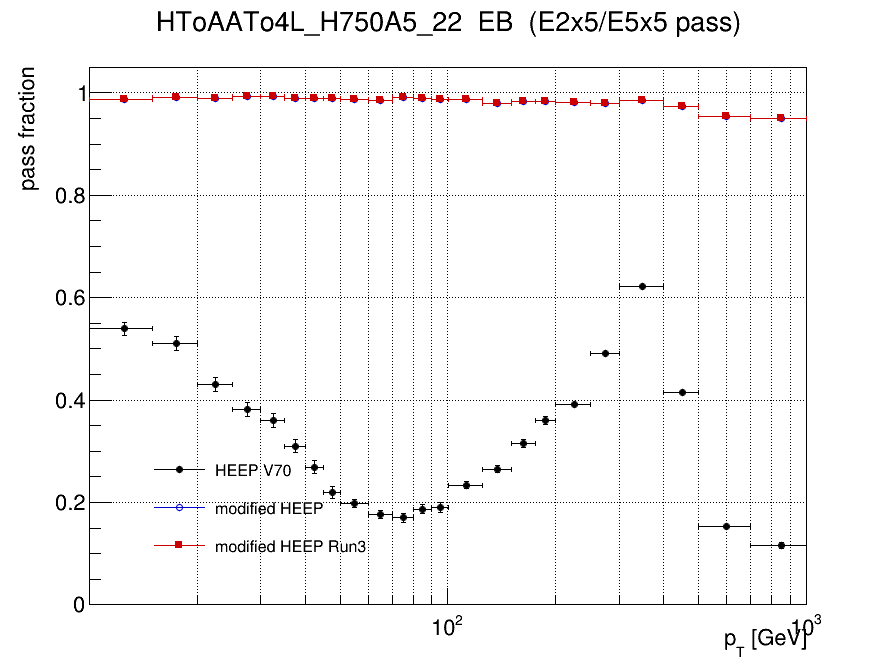 HToAATo4L_H750A5_22 EB (E2x5/E5x5 pass)
pass fraction
1
0.8
0.6
0.4
0.2
0
HEEP V70
modified HEEP
modified HEEP Run3
10²
10³
p_T [GeV]